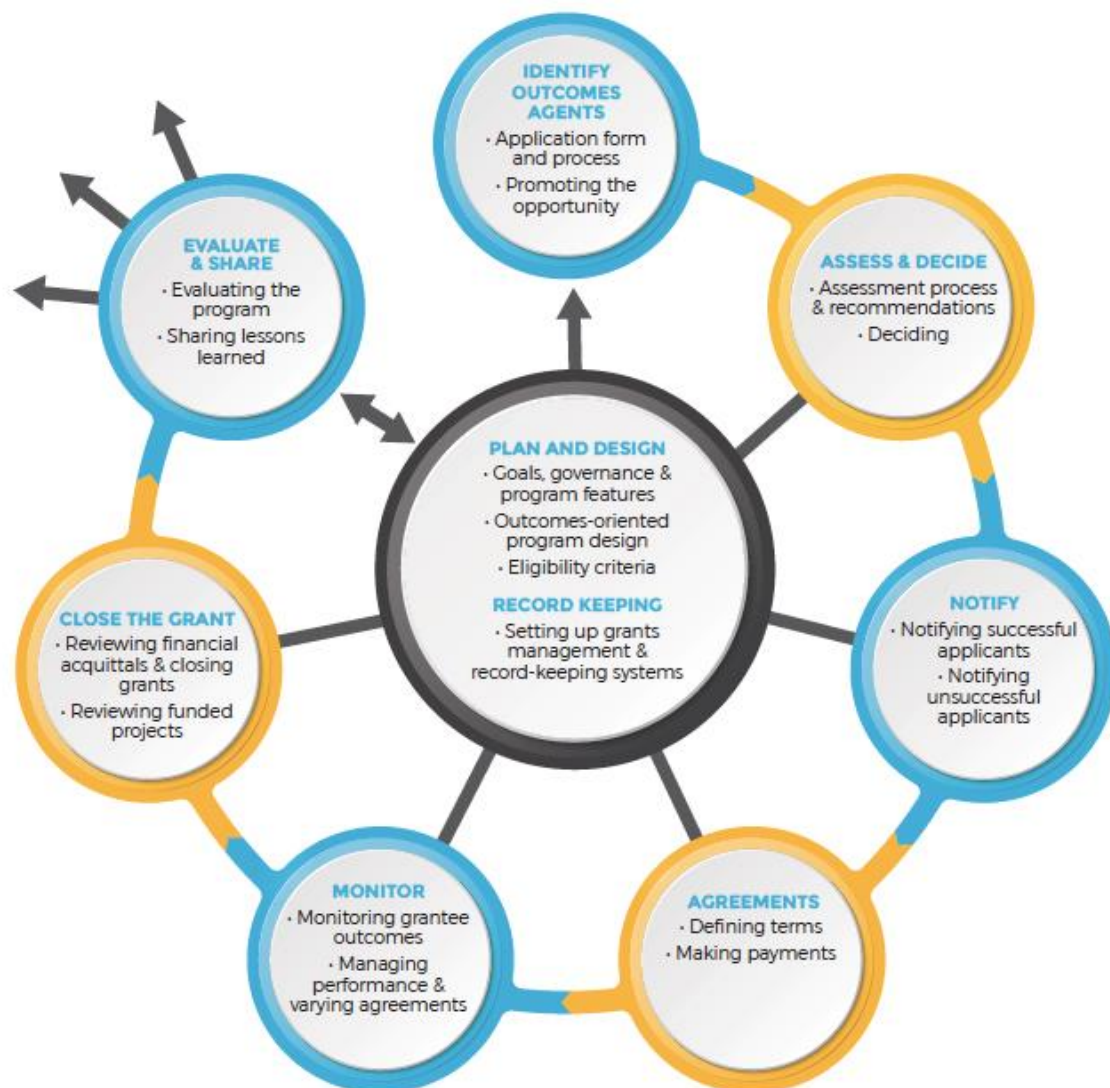 IDENTIFY
OUTCOMES
AGENTS
· Application form
and process
· Promoting the
opportunity
ASSESS & DECIDE
· Assessment process
& recommendations
· Deciding
NOTIFY
· Notifying successful
applicants
· Notifying
unsuccessful
applicants
AGREEMENTS
· Defining terms
· Making payments
MONITOR
· Monitoring grantee
outcomes
· Managing
performance &
varying agreements
CLOSE THE GRANT
· Reviewing financial
acquittals & closing
grants
· Reviewing funded
projects
EVALUATE
& SHARE
· Evaluating the
program
· Sharing lessons
learned
PLAN AND DESIGN
· Goals, governance &
program features
· Outcomes-oriented
program design
· Eligibility criteria
RECORD KEEPING
· Setting up grants
management &
record-keeping systems